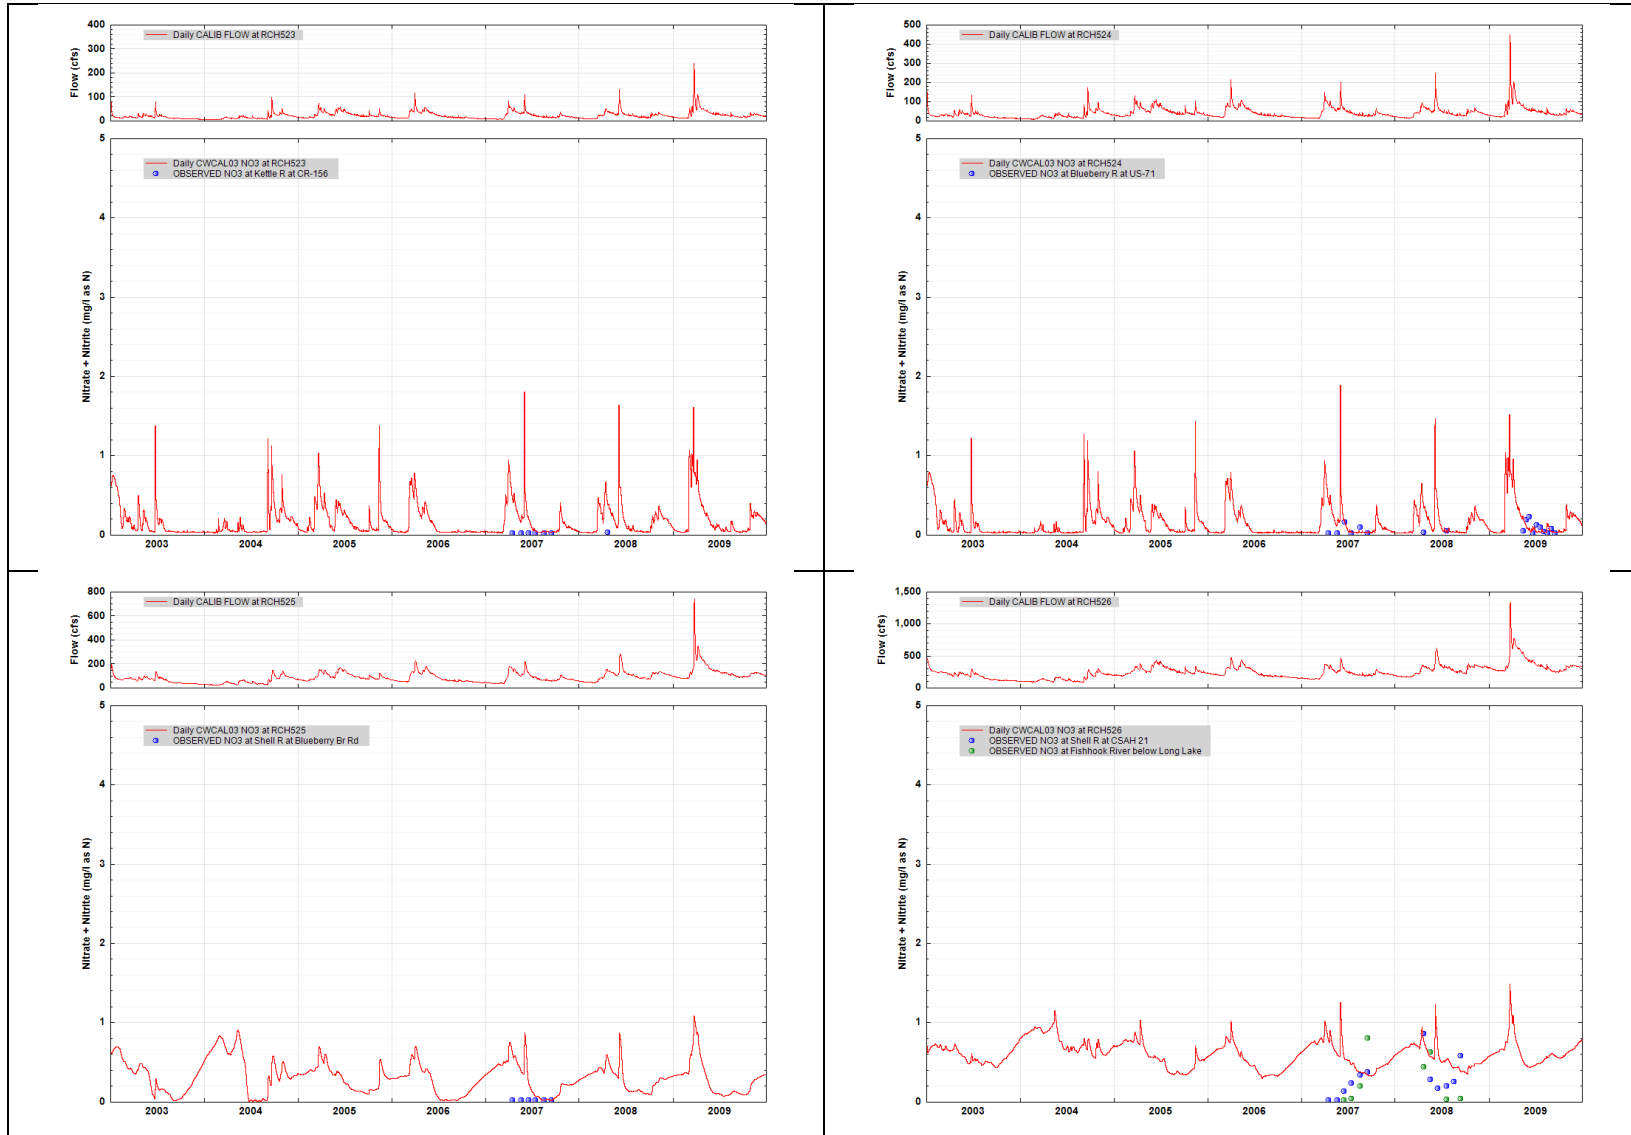 400
300
200
100
0
Flow (cfs)
Daily CALIB FLOW at RCH523
5
4
3
2
1
0
Nitrate + Nitrite (mg/l as N)
Daily CWCAL03 NO3 at RCH523
OBSERVED NO3 at Kettle R at CR-156
2003 2004 2005 2006 2007 2008 2009
500
400
300
200
100
0
Flow (cfs)
Daily CALIB FLOW at RCH524
5
4
3
2
1
0
Nitrate + Nitrite (mg/l as N)
Daily CWCAL03 NO3 at RCH524
OBSERVED NO3 at Blueberry R at US-71
2003 2004 2005 2006 2007 2008 2009
800
600
400
200
0
Flow (cfs)
Daily CALIB FLOW at RCH525
5
4
3
2
1
0
Nitrate + Nitrite (mg/l as N)
Daily CWCAL03 NO3 at RCH525
OBSERVED NO3 at Shell R at Blueberry Br Rd
2003 2004 2005 2006 2007 2008 2009
1,500
1,000
500
0
Flow (cfs)
Daily CALIB FLOW at RCH526
5
4
3
2
1
0
Nitrate + Nitrite (mg/l as N)
Daily CWCAL03 NO3 at RCH526
OBSERVED NO3 at Shell R at CSAH 21
OBSERVED NO3 at Fishhook River below Long Lake
2003 2004 2005 2006 2007 2008 2009